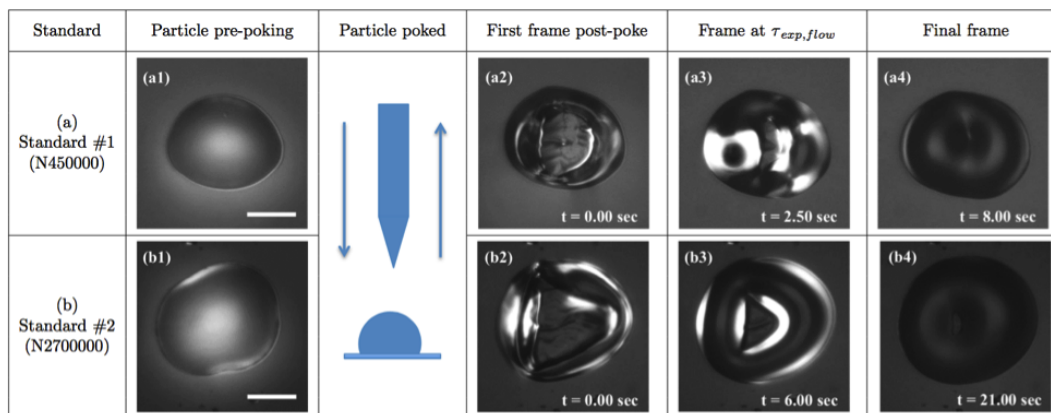 Standard
Particle pre-poking
Particle poked
First frame post-poke
Frame at τexp,flow
Final frame
(a)
Standard #1
(N450000)
(a1)
(a2)
t = 0.00 sec
(a3)
t = 2.50 sec
(a4)
t = 8.00 sec
(b)
Standard #2
(N2700000)
(b1)
(b2)
t = 0.00 sec
(b3)
t = 6.00 sec
(b4)
t = 21.00 sec